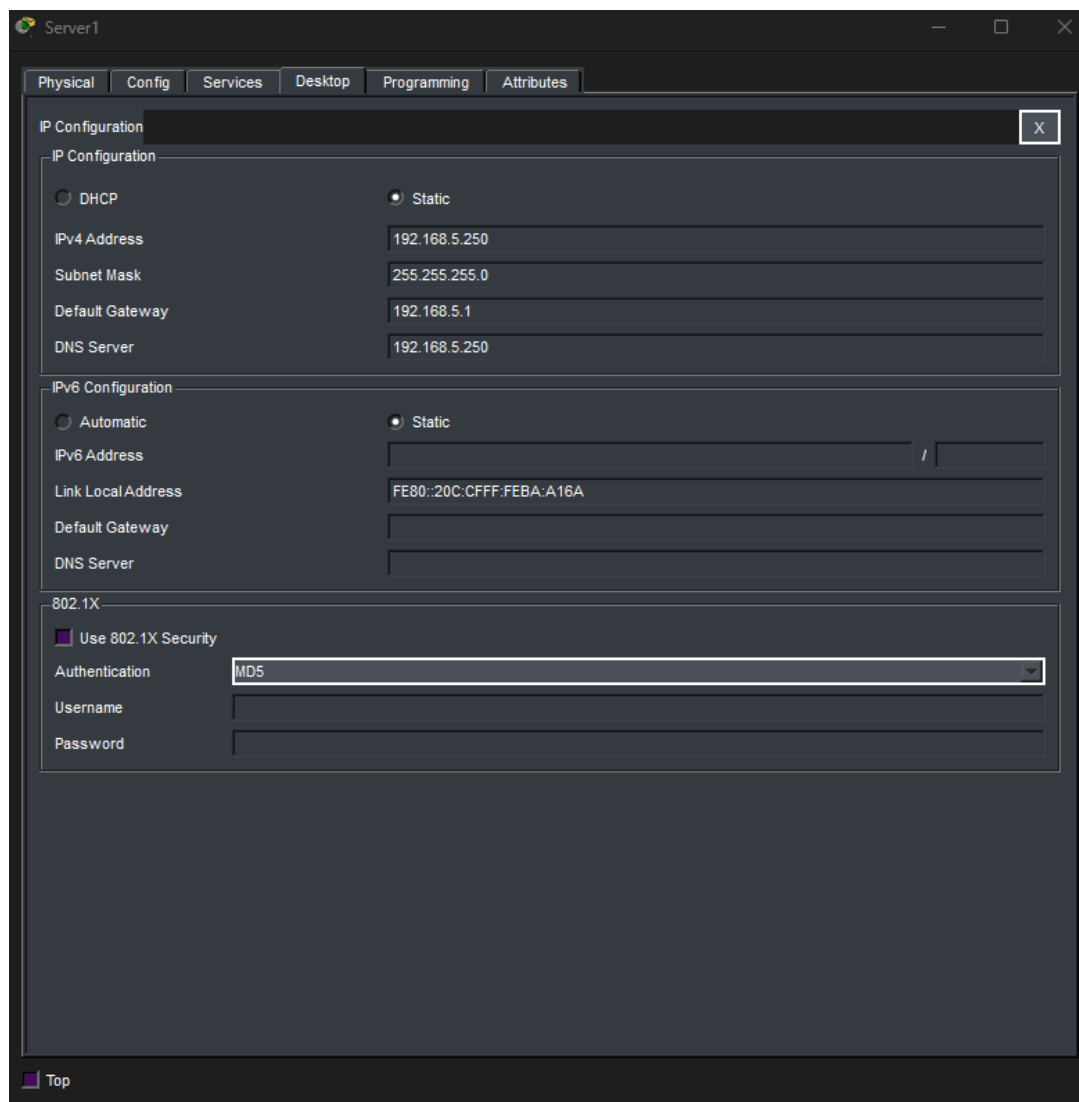 Server1
Physical Config Services Desktop Programming Attributes
IP Configuration X
IP Configuration
DHCP Static
IPv4 Address 192.168.5.250
Subnet Mask 255.255.255.0
Default Gateway 192.168.5.1
DNS Server 192.168.5.250
IPv6 Configuration
Automatic Static
IPv6 Address /
Link Local Address FE80::20C:CFFF:FEBA:A16A
Default Gateway
DNS Server
802.1X
Use 802.1X Security
Authentication MD5
Username
Password
Top